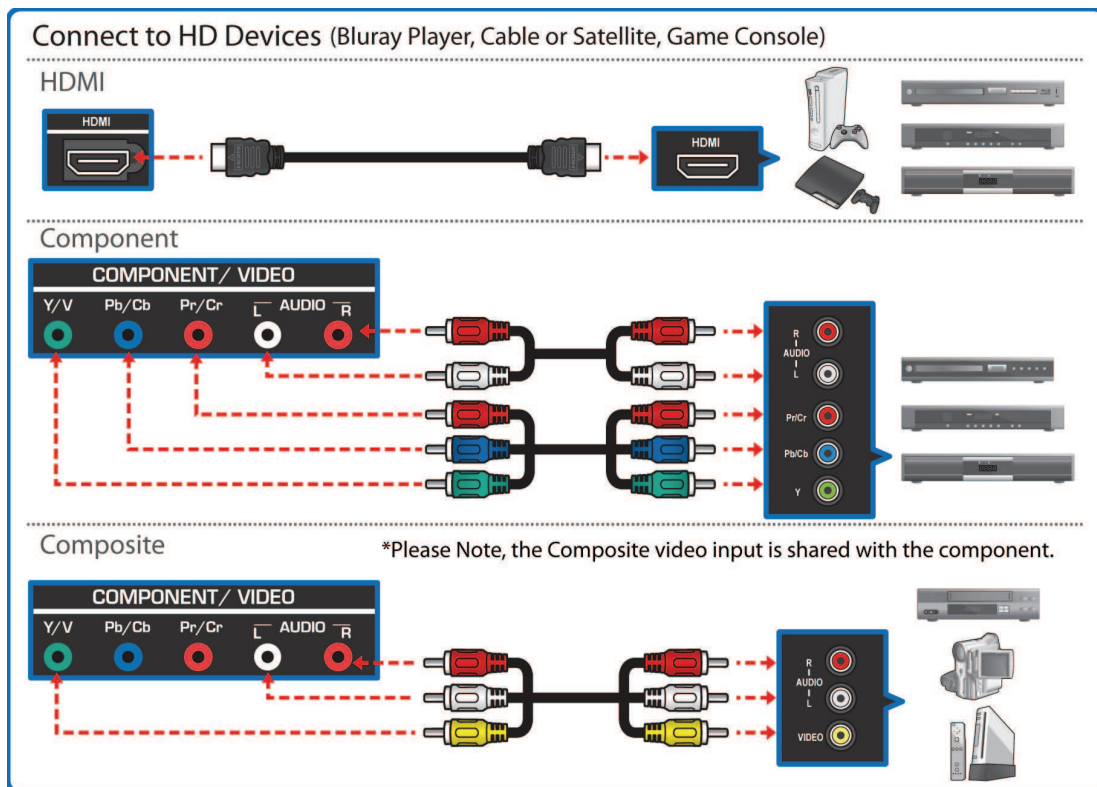 Connect to HD Devices (Bluray Player, Cable or Satellite, Game Console)
HDMI
HDMI
HDMI
Component
COMPONENT/ VIDEO
Y/V Pb/Cb Pr/Cr L AUDIO R
R
AUDIO
L
Pr/Cr
Pb/Cb
Y
Composite
*Please Note, the Composite video input is shared with the component.
COMPONENT/ VIDEO
Y/V Pb/Cb Pr/Cr L AUDIO R
R
AUDIO
L
VIDEO